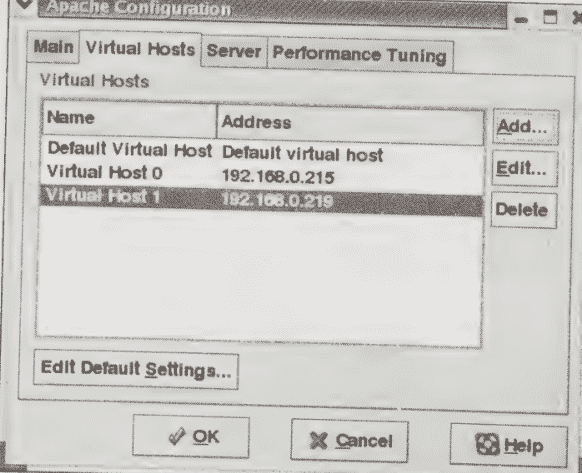 Apache Configuration
Main Virtual Hosts Server Performance Tuning
Virtual Hosts
Name Address
Default Virtual Host Default virtual host
Virtual Host 0 192.168.0.215
Virtual Host 1 192.168.0.219
Add...
Edit...
Delete
Edit Default Settings...
OK Cancel Help